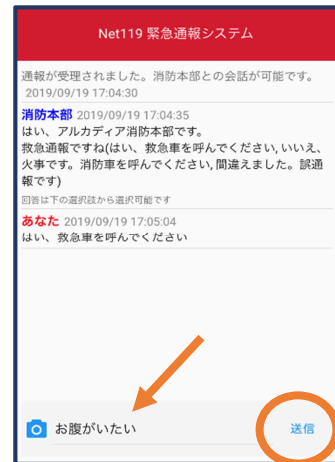 Net119 緊急通報システム
通報が受理されました。消防本部との会話が可能です。
2019/09/19 17:04:30
消防本部 2019/09/19 17:04:35
はい、アルカディア消防本部です。
救急通報ですね(はい、救急車を呼んでください, いいえ、
火事です。消防車を呼んでください, 間違えました。誤通
報です)
回答は下の選択肢から選択可能です
あなた 2019/09/19 17:05:04
はい、救急車を呼んでください
お腹がいたい
送信